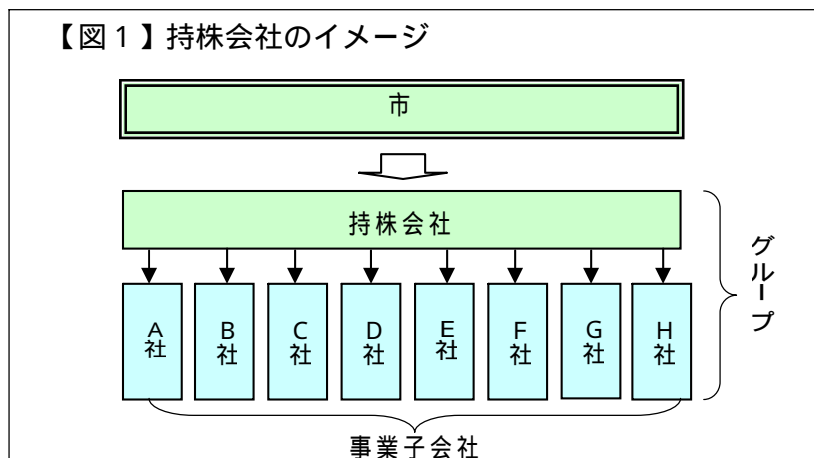 【図1】持株会社のイメージ
市
持株会社
A社
B社
C社
D社
E社
F社
G社
H社
グループ
事業子会社